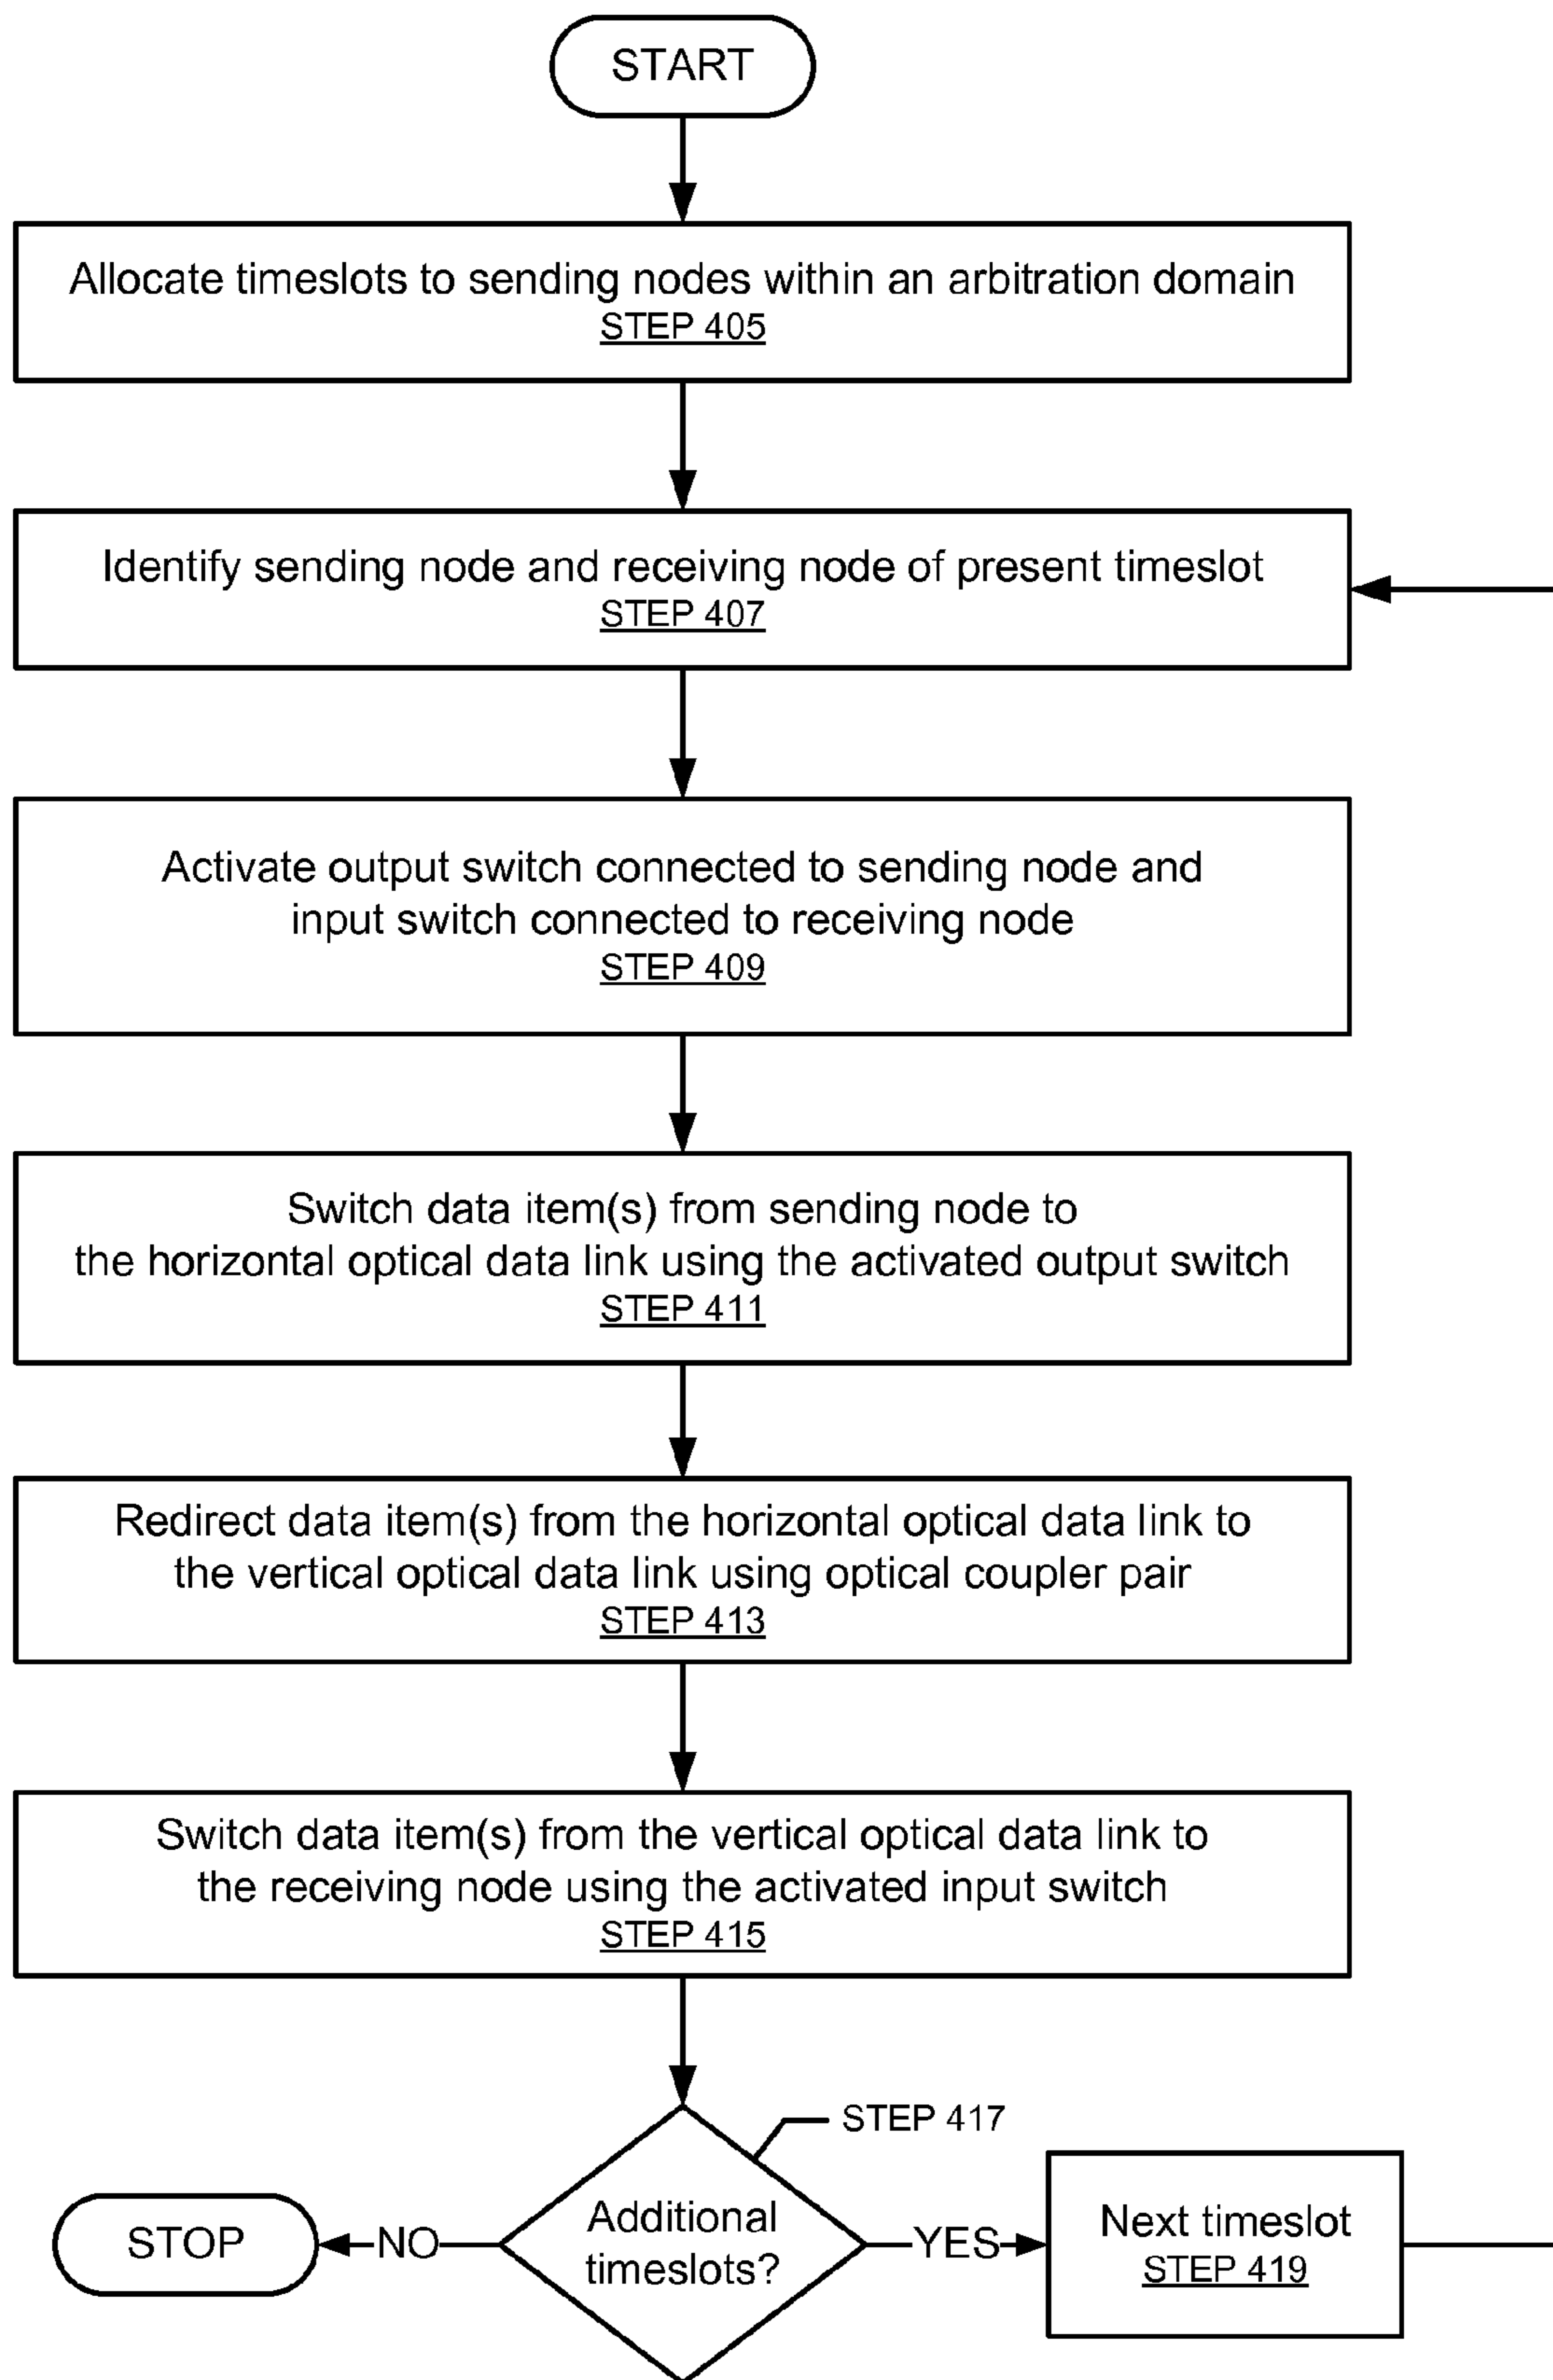 START
Allocate timeslots to sending nodes within an arbitration domain
STEP 405
Identify sending node and receiving node of present timeslot
STEP 407
Activate output switch connected to sending node and
input switch connected to receiving node
STEP 409
Switch data item(s) from sending node to
the horizontal optical data link using the activated output switch
STEP 411
Redirect data item(s) from the horizontal optical data link to
the vertical optical data link using optical coupler pair
STEP 413
Switch data item(s) from the vertical optical data link to
the receiving node using the activated input switch
STEP 415
STEP 417
Additional
timeslots?
NO
STOP
YES
Next timeslot
STEP 419